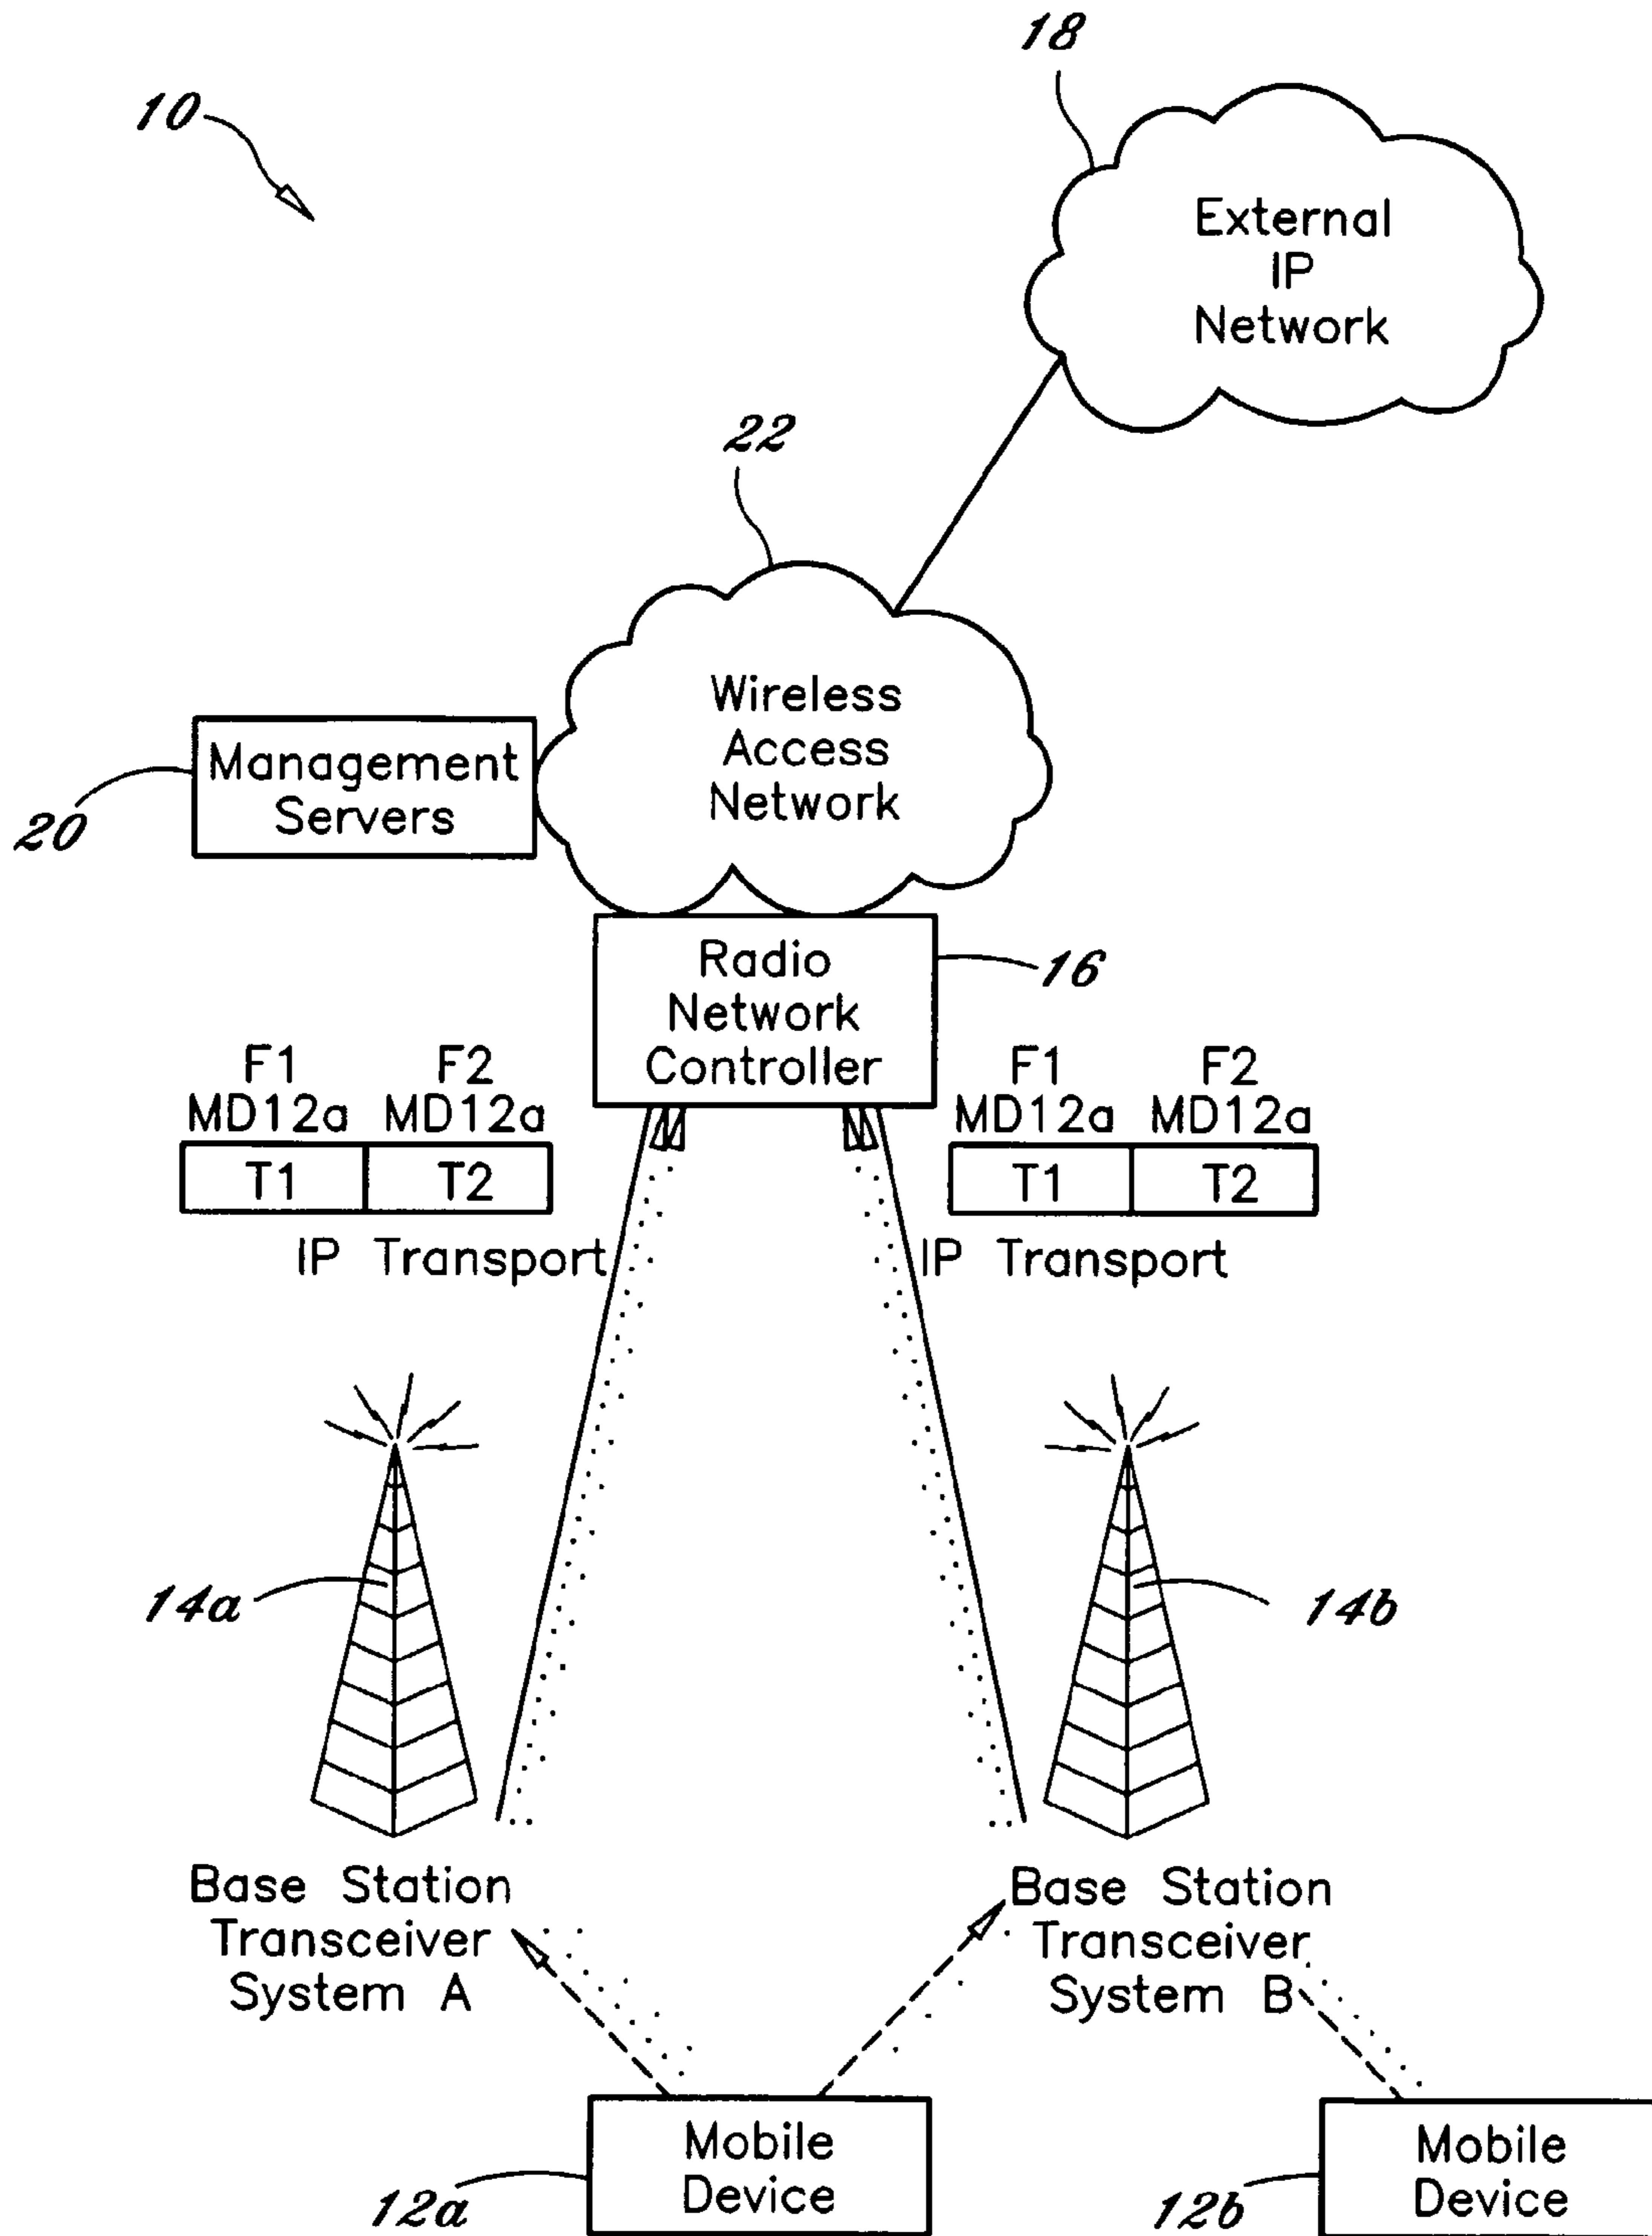 18
10
External
IP
Network
22
Wireless
Access
Network
Management
Servers
20
Radio
Network
Controller
16
F1 F2
MD12a MD12a
T1 T2
IP Transport
F1 F2
MD12a MD12a
T1 T2
IP Transport
14a
14b
Base Station
Transceiver
System A
Base Station
Transceiver
System B
Mobile
Device
12a
Mobile
Device
12b